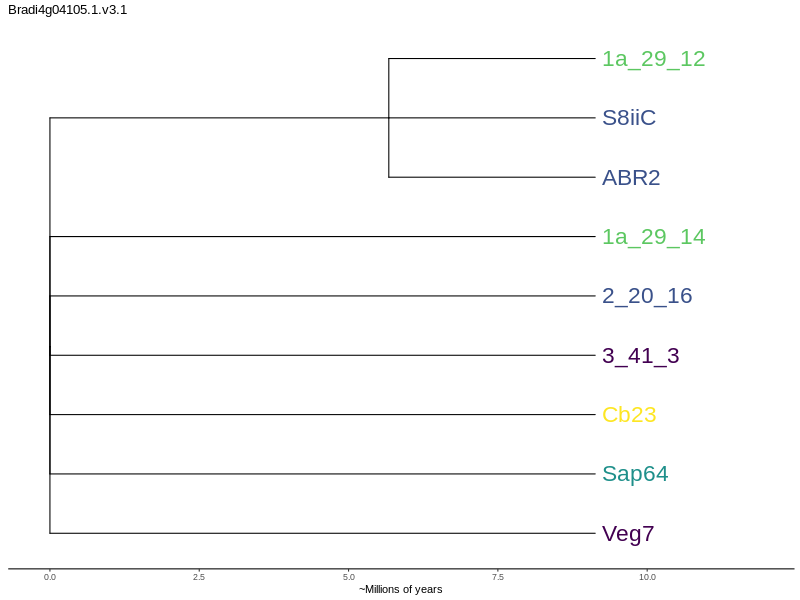 Bradi4g04105.1.v3.1
1a_29_12
S8iiC
ABR2
1a_29_14
2_20_16
3_41_3
Cb23
Sap64
Veg7
0.0 2.5 5.0 7.5 10.0
~Millions of years